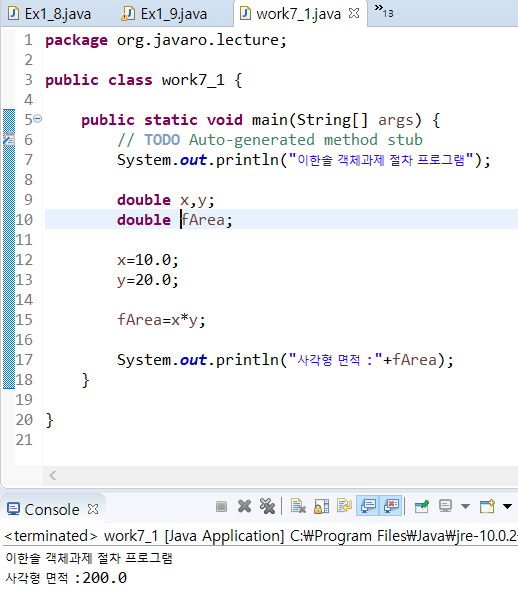 Ex1_8.java Ex1_9.java work7_1.java »13
1 package org.javaro.lecture;
2
3 public class work7_1 {
4
5 public static void main(String[] args) {
6 // TODO Auto-generated method stub
7 System.out.println("이한솔 객체과제 절차 프로그램");
8
9 double x,y;
10 double fArea;
11
12 x=10.0;
13 y=20.0;
14
15 fArea=x*y;
16
17 System.out.println("사각형 면적 :"+fArea);
18 }
19
20 }
21
Console
<terminated> work7_1 [Java Application] C:₩Program Files₩Java₩jre-10.0.2
이한솔 객체과제 절차 프로그램
사각형 면적 :200.0